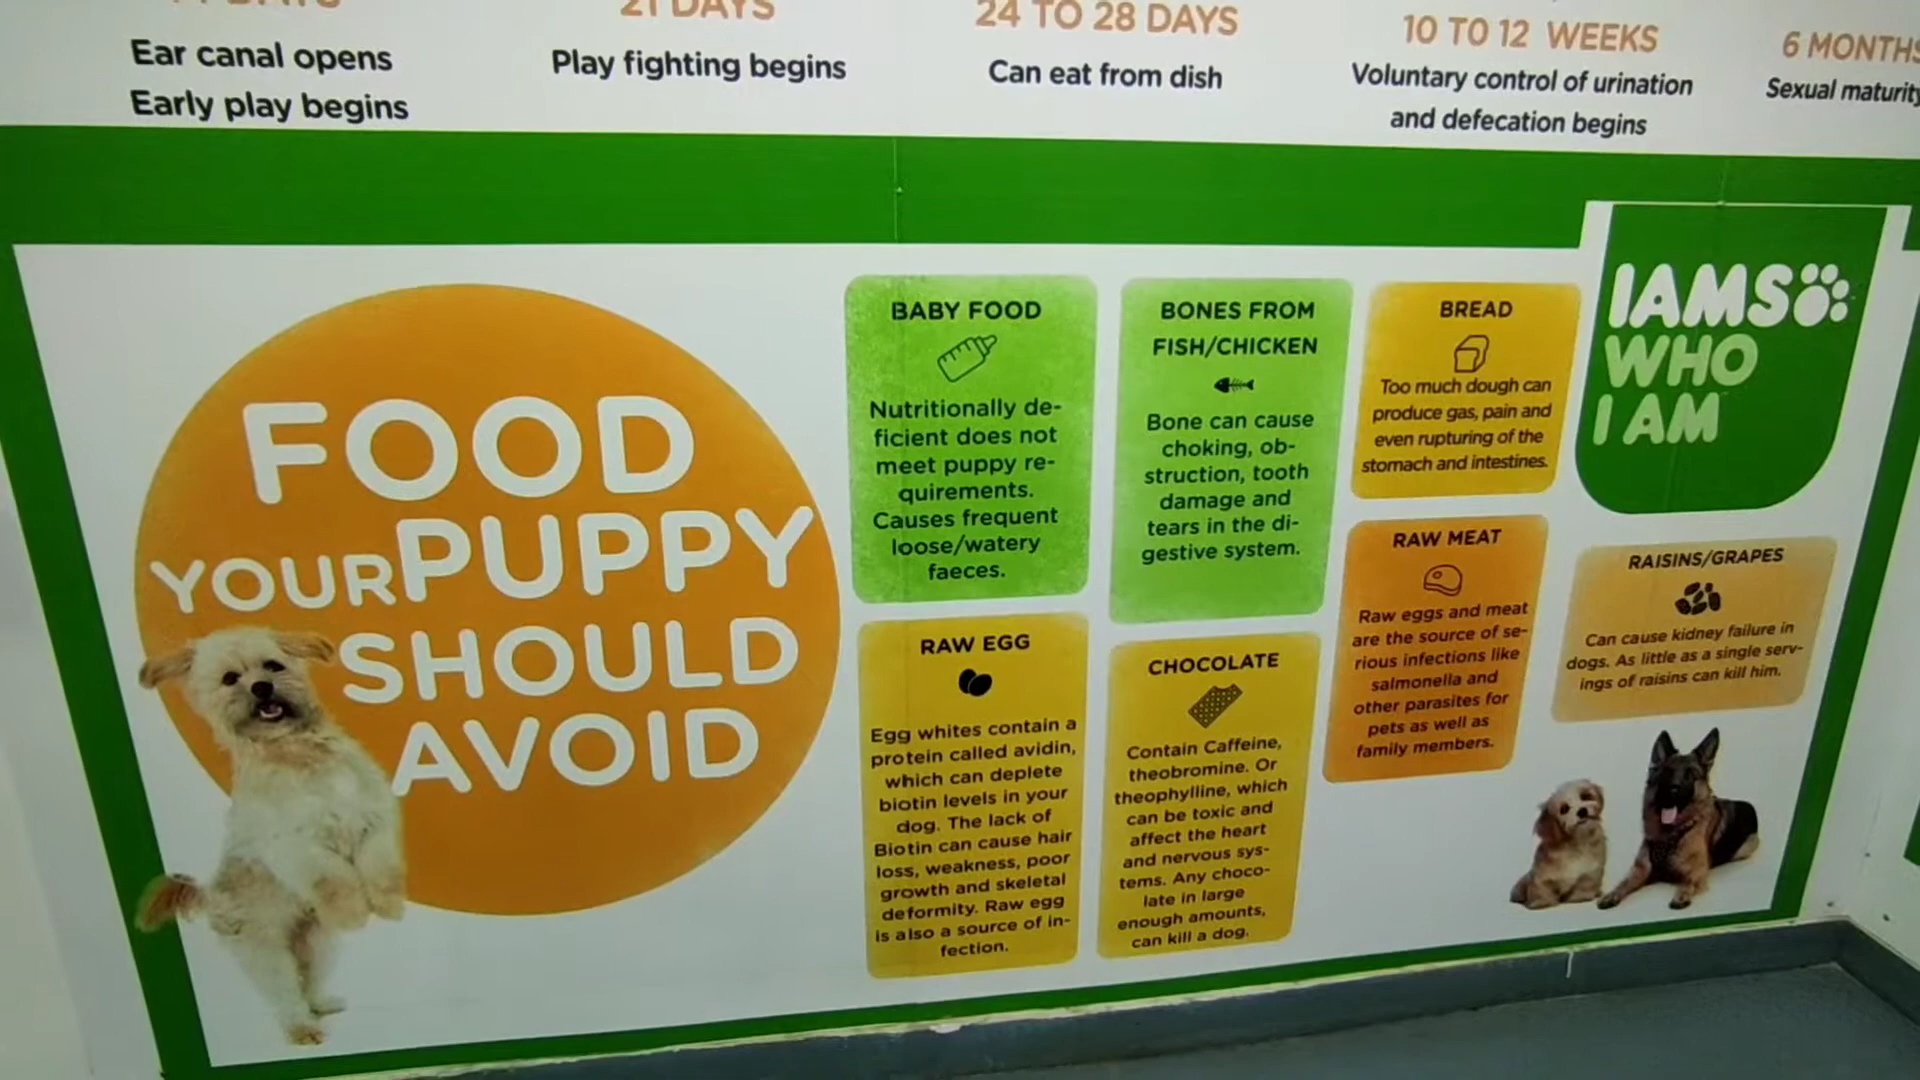 21 DAYS
24 TO 28 DAYS
10 TO 12 WEEKS
6 MONTHS
Ear canal opens
Early play begins
Play fighting begins
Can eat from dish
Voluntary control of urination
and defecation begins
Sexual maturity
FOOD
YOUR PUPPY
SHOULD
AVOID
BABY FOOD
Nutritionally de-
ficient does not
meet puppy re-
quirements.
Causes frequent
loose/watery
faeces.
BONES FROM
FISH/CHICKEN
Bone can cause
choking, ob-
struction, tooth
damage and
tears in the di-
gestive system.
BREAD
Too much dough can
produce gas, pain and
even rupturing of the
stomach and intestines.
IAMS
WHO
I AM
RAW EGG
Egg whites contain a
protein called avidin,
which can deplete
biotin levels in your
dog. The lack of
Biotin can cause hair
loss, weakness, poor
growth and skeletal
deformity. Raw egg
is also a source of in-
fection.
CHOCOLATE
Contain Caffeine,
theobromine. Or
theophylline, which
can be toxic and
affect the heart
and nervous sys-
tems. Any choco-
late in large
enough amounts,
can kill a dog.
RAW MEAT
Raw eggs and meat
are the source of se-
rious infections like
salmonella and
other parasites for
pets as well as
family members.
RAISINS/GRAPES
Can cause kidney failure in
dogs. As little as a single serv-
ings of raisins can kill him.